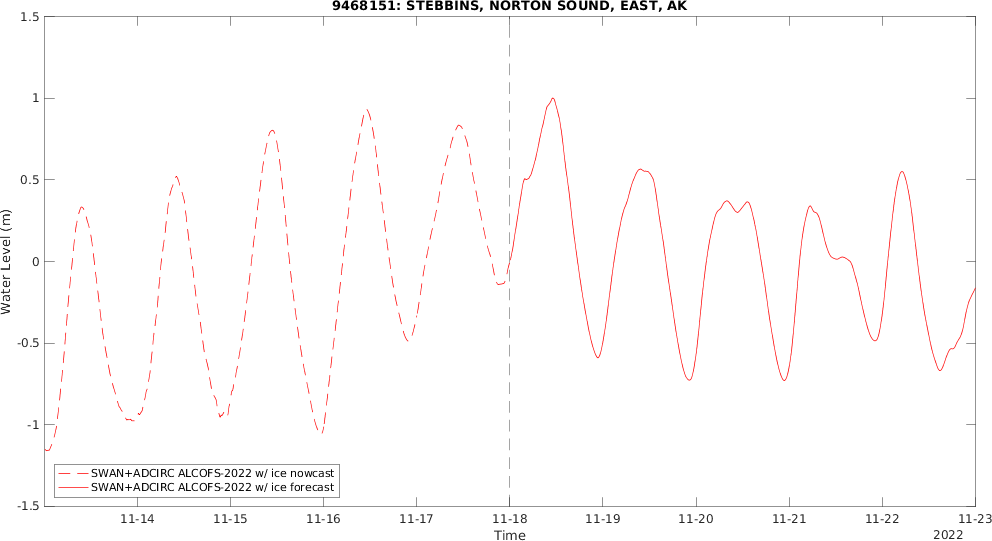 9468151: STEBBINS, NORTON SOUND, EAST, AK
1.5
1
0.5
0
-0.5
-1
-1.5
Water Level (m)
SWAN+ADCIRC ALCOFS-2022 w/ ice nowcast
SWAN+ADCIRC ALCOFS-2022 w/ ice forecast
11-14 11-15 11-16 11-17 11-18 11-19 11-20 11-21 11-22 11-23
Time
2022